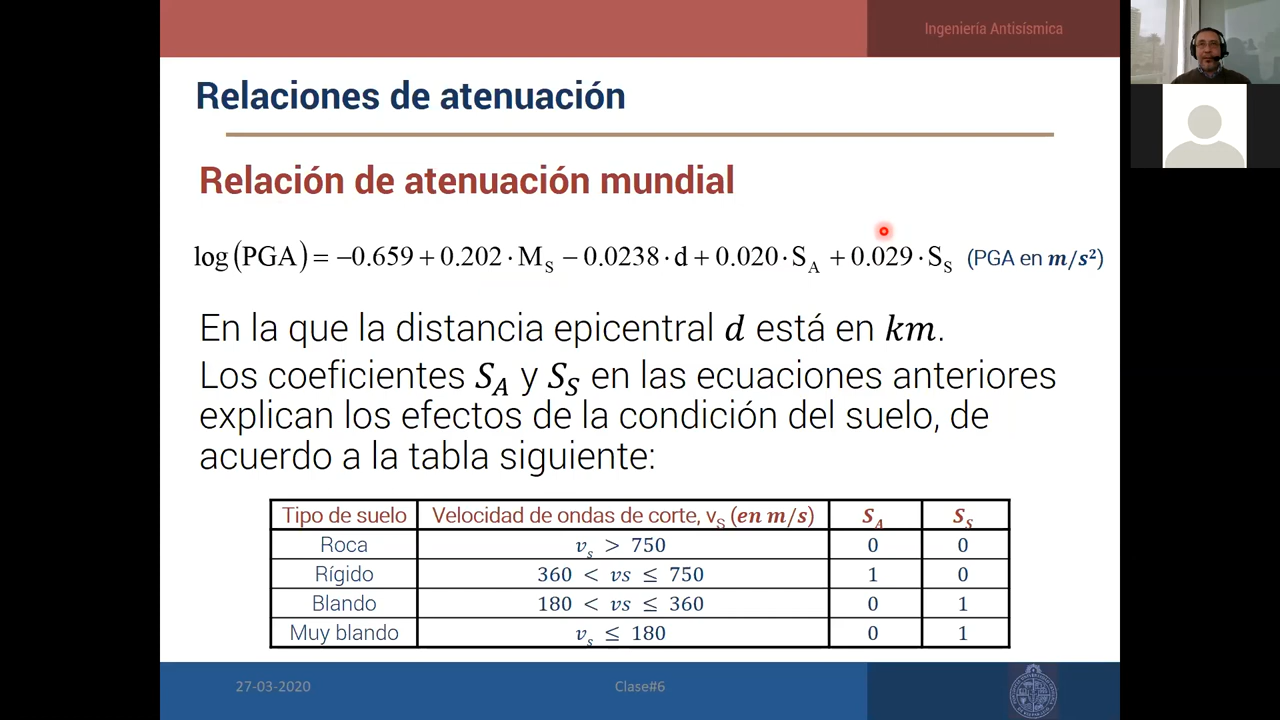 Ingeniería Antisísmica
Relaciones de atenuación
Relación de atenuación mundial
log (PGA) = −0.659 + 0.202 · M_S − 0.0238 · d + 0.020 · S_A + 0.029 · S_S (PGA en m/s²)
En la que la distancia epicentral d está en km.
Los coeficientes S_A y S_S en las ecuaciones anteriores
explican los efectos de la condición del suelo, de
acuerdo a la tabla siguiente:
Tipo de suelo Velocidad de ondas de corte, v_S (en m/s) S_A S_S
Roca v_s > 750 0 0
Rígido 360 < vs ≤ 750 1 0
Blando 180 < vs ≤ 360 0 1
Muy blando v_s ≤ 180 0 1
27-03-2020 Clase#6